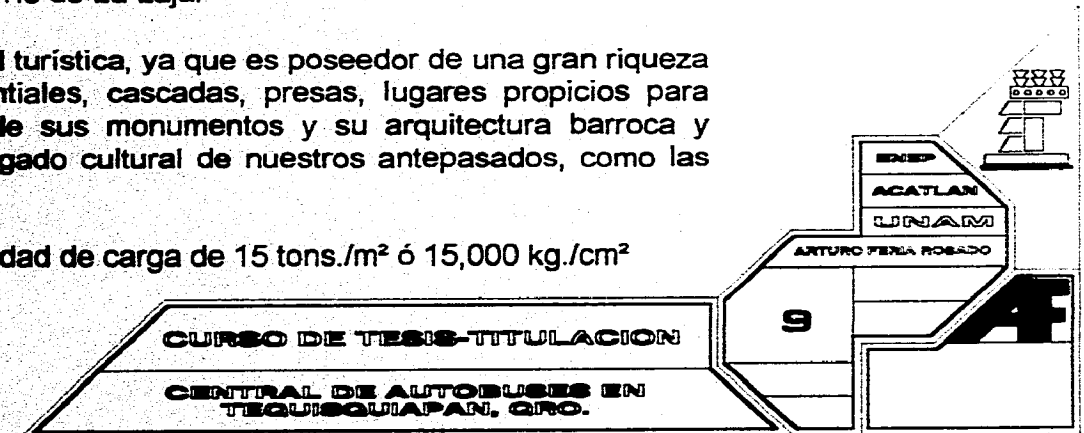 l turística, ya que es poseedor de una gran riqueza
ntiales, cascadas, presas, lugares propicios para
de sus monumentos y su arquitectura barroca y
gado cultural de nuestros antepasados, como las
dad de carga de 15 tons./m² ó 15,000 kg./cm²
ENEP
ACATLAN
UNAM
ARTURO FERIA ROSADO
9
CURSO DE TESIS-TITULACION
CENTRAL DE AUTOBUSES EN
TEQUISQUIAPAN, QRO.